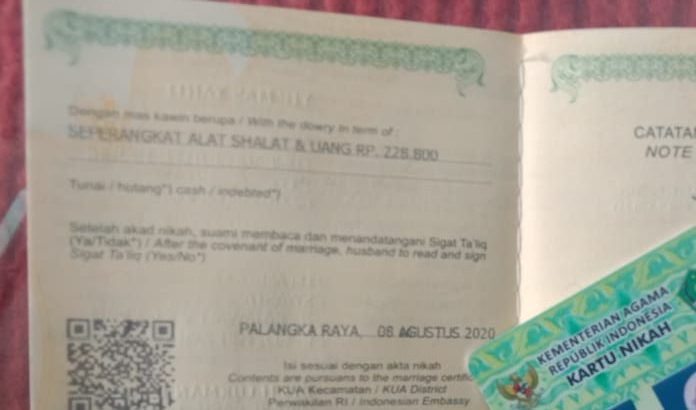 Dengan mas kawin berupa / With the dowry in term of :
SEPERANGKAT ALAT SHALAT & UANG RP. 228.800
Tunai / hutang*) cash / indebted*)
Setelah akad nikah, suami membaca dan menandatangani Sigat Ta'liq
(Ya/Tidak*) / After the covenant of marriage, husband to read and sign
Sigat Ta'liq (Yes/No*)
PALANGKA RAYA, 08 AGUSTUS 2020
Isi sesuai dengan akta nikah
Contents are pursuans to the marriage certific
KUA Kecamatan / KUA District
Perwakilan RI / Indonesian Embassy
CATATA
NOTE
KEMENTERIAN AGAMA
REPUBLIK INDONESIA
KARTU NIKAH